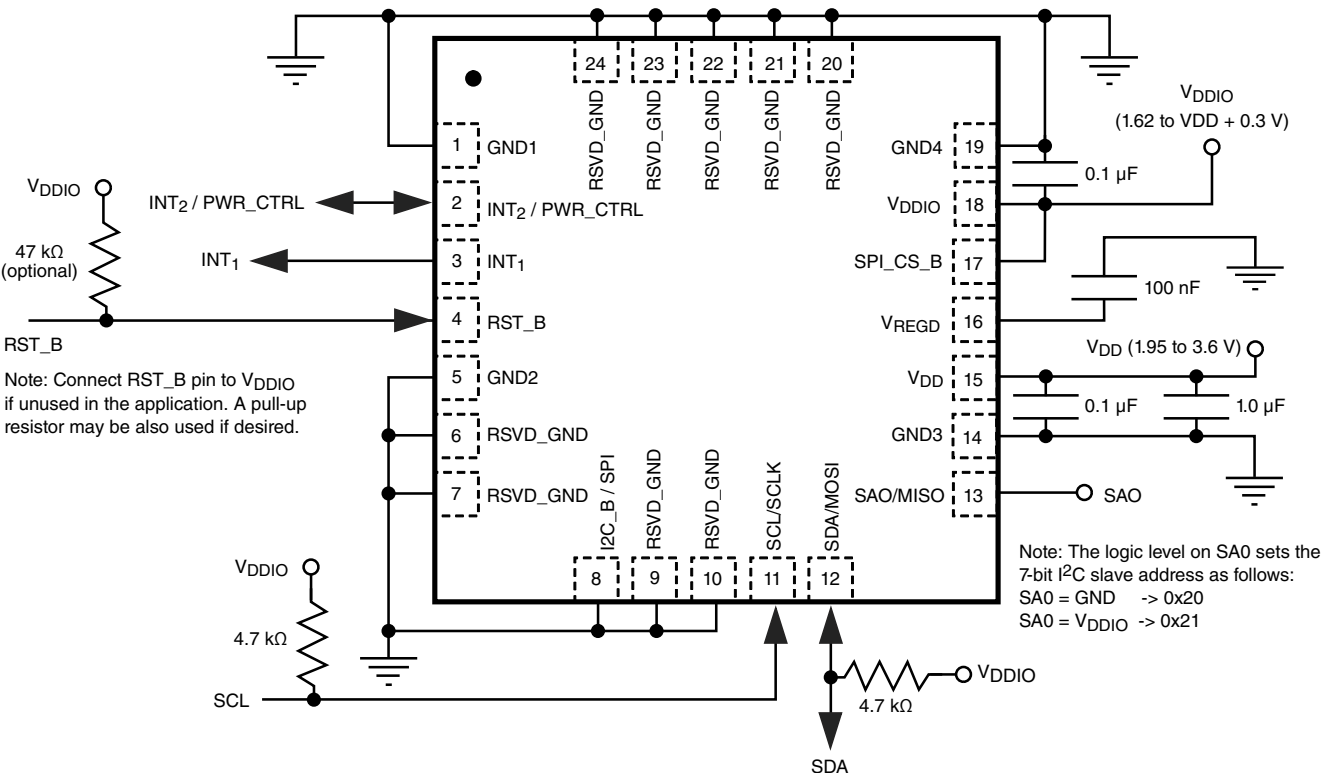 24
23
22
21
20
RSVD_GND
RSVD_GND
RSVD_GND
RSVD_GND
RSVD_GND
VDDIO
(1.62 to VDD + 0.3 V)
1
GND1
GND4
19
0.1 µF
VDDIO
INT2 / PWR_CTRL
2
INT2 / PWR_CTRL
VDDIO
18
47 kΩ
(optional)
INT1
3
INT1
SPI_CS_B
17
100 nF
4
RST_B
VREGD
16
RST_B
VDD (1.95 to 3.6 V)
Note: Connect RST_B pin to VDDIO
if unused in the application. A pull-up
resistor may be also used if desired.
5
GND2
VDD
15
0.1 µF
1.0 µF
6
RSVD_GND
GND3
14
7
RSVD_GND
SAO/MISO
13
SAO
I2C_B / SPI
RSVD_GND
RSVD_GND
SCL/SCLK
SDA/MOSI
8
9
10
11
12
Note: The logic level on SA0 sets the
7-bit I2C slave address as follows:
SA0 = GND -> 0x20
SA0 = VDDIO -> 0x21
VDDIO
4.7 kΩ
SCL
VDDIO
4.7 kΩ
SDA